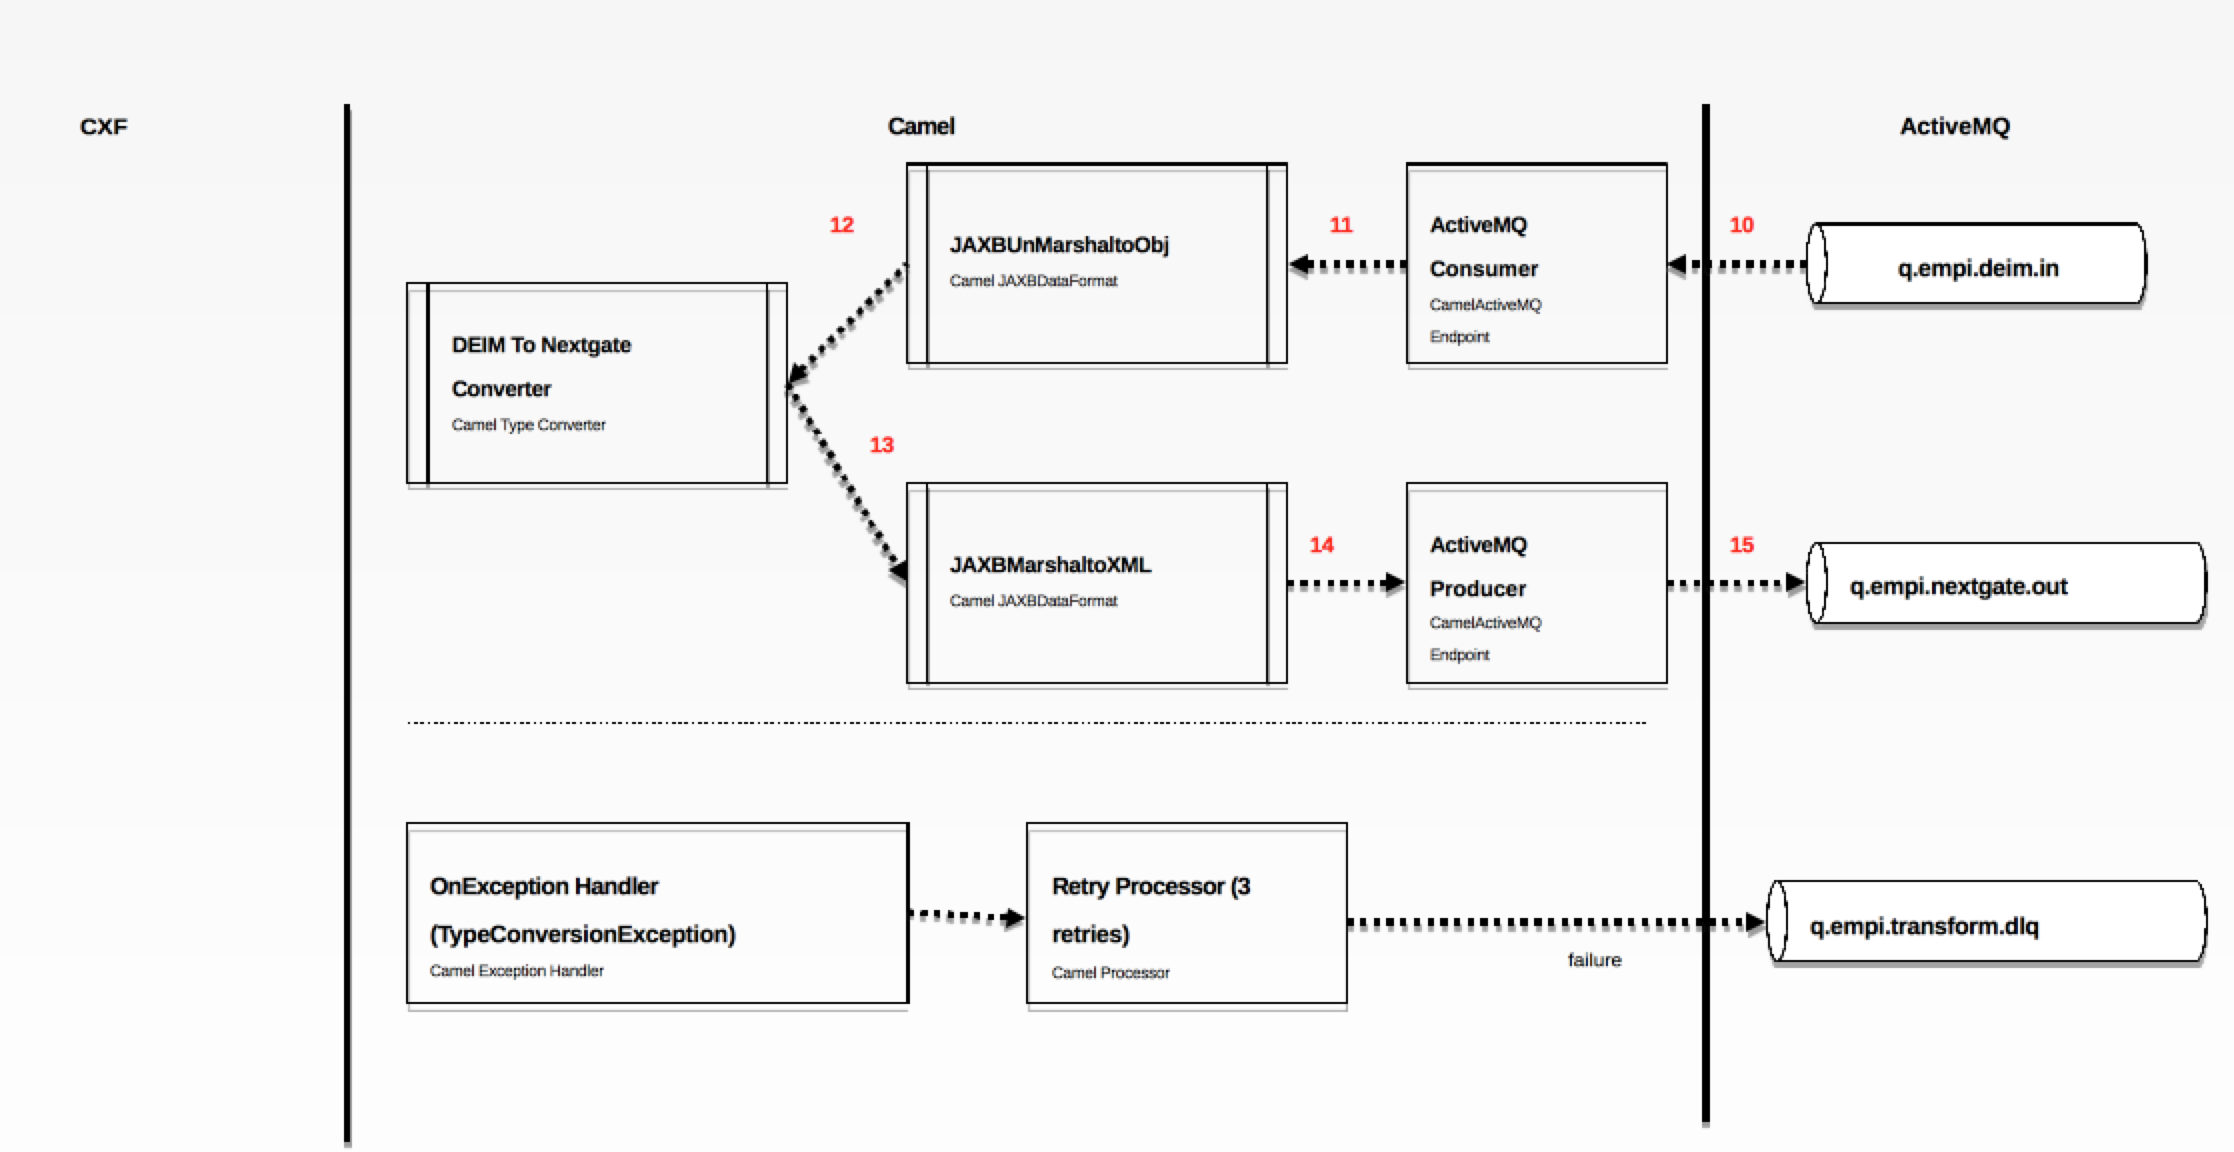 CXF
Camel
ActiveMQ
12
11
10
JAXBUnMarshaltoObj
Camel JAXBDataFormat
ActiveMQ
Consumer
CamelActiveMQ
Endpoint
q.empi.deim.in
DEIM To Nextgate
Converter
Camel Type Converter
13
JAXBMarshaltoXML
Camel JAXBDataFormat
14
ActiveMQ
Producer
CamelActiveMQ
Endpoint
15
q.empi.nextgate.out
OnException Handler
(TypeConversionException)
Camel Exception Handler
Retry Processor (3
retries)
Camel Processor
failure
q.empi.transform.dlq